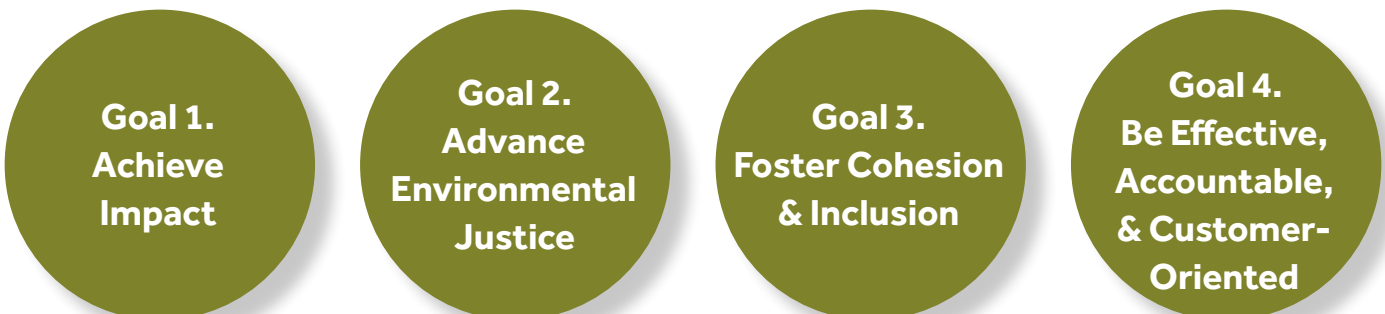 Goal 1.
Achieve
Impact
Goal 2.
Advance
Environmental
Justice
Goal 3.
Foster Cohesion
& Inclusion
Goal 4.
Be Effective,
Accountable,
& Customer-
Oriented